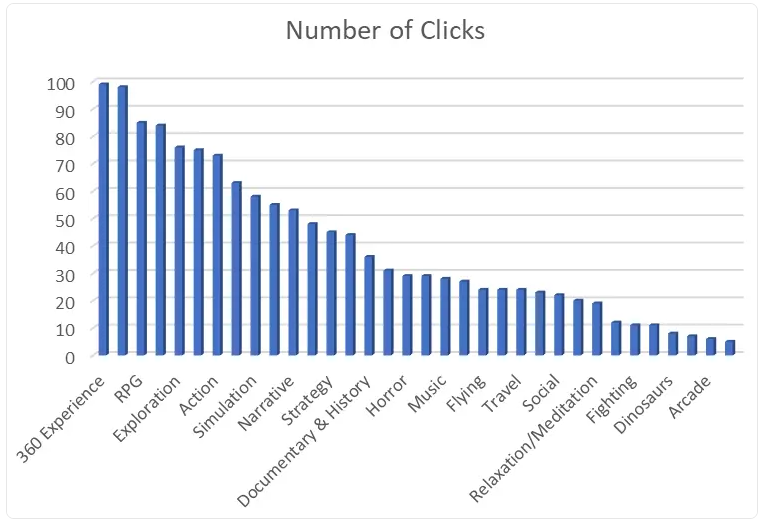 Number of Clicks
100
90
80
70
60
50
40
30
20
10
0
360 Experience
RPG
Exploration
Action
Simulation
Narrative
Strategy
Documentary & History
Horror
Music
Flying
Travel
Social
Relaxation/Meditation
Fighting
Dinosaurs
Arcade